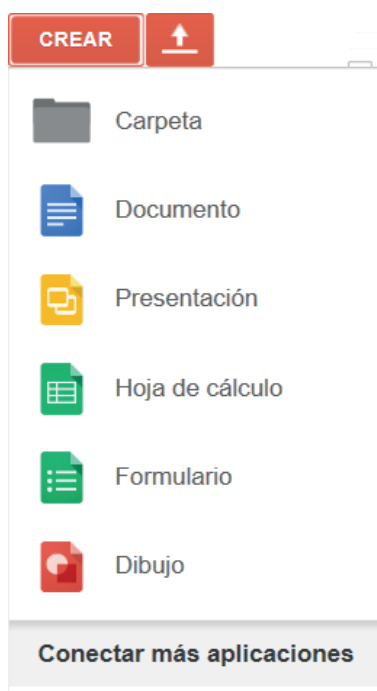 CREAR
Carpeta
Documento
Presentación
Hoja de cálculo
Formulario
Dibujo
Conectar más aplicaciones